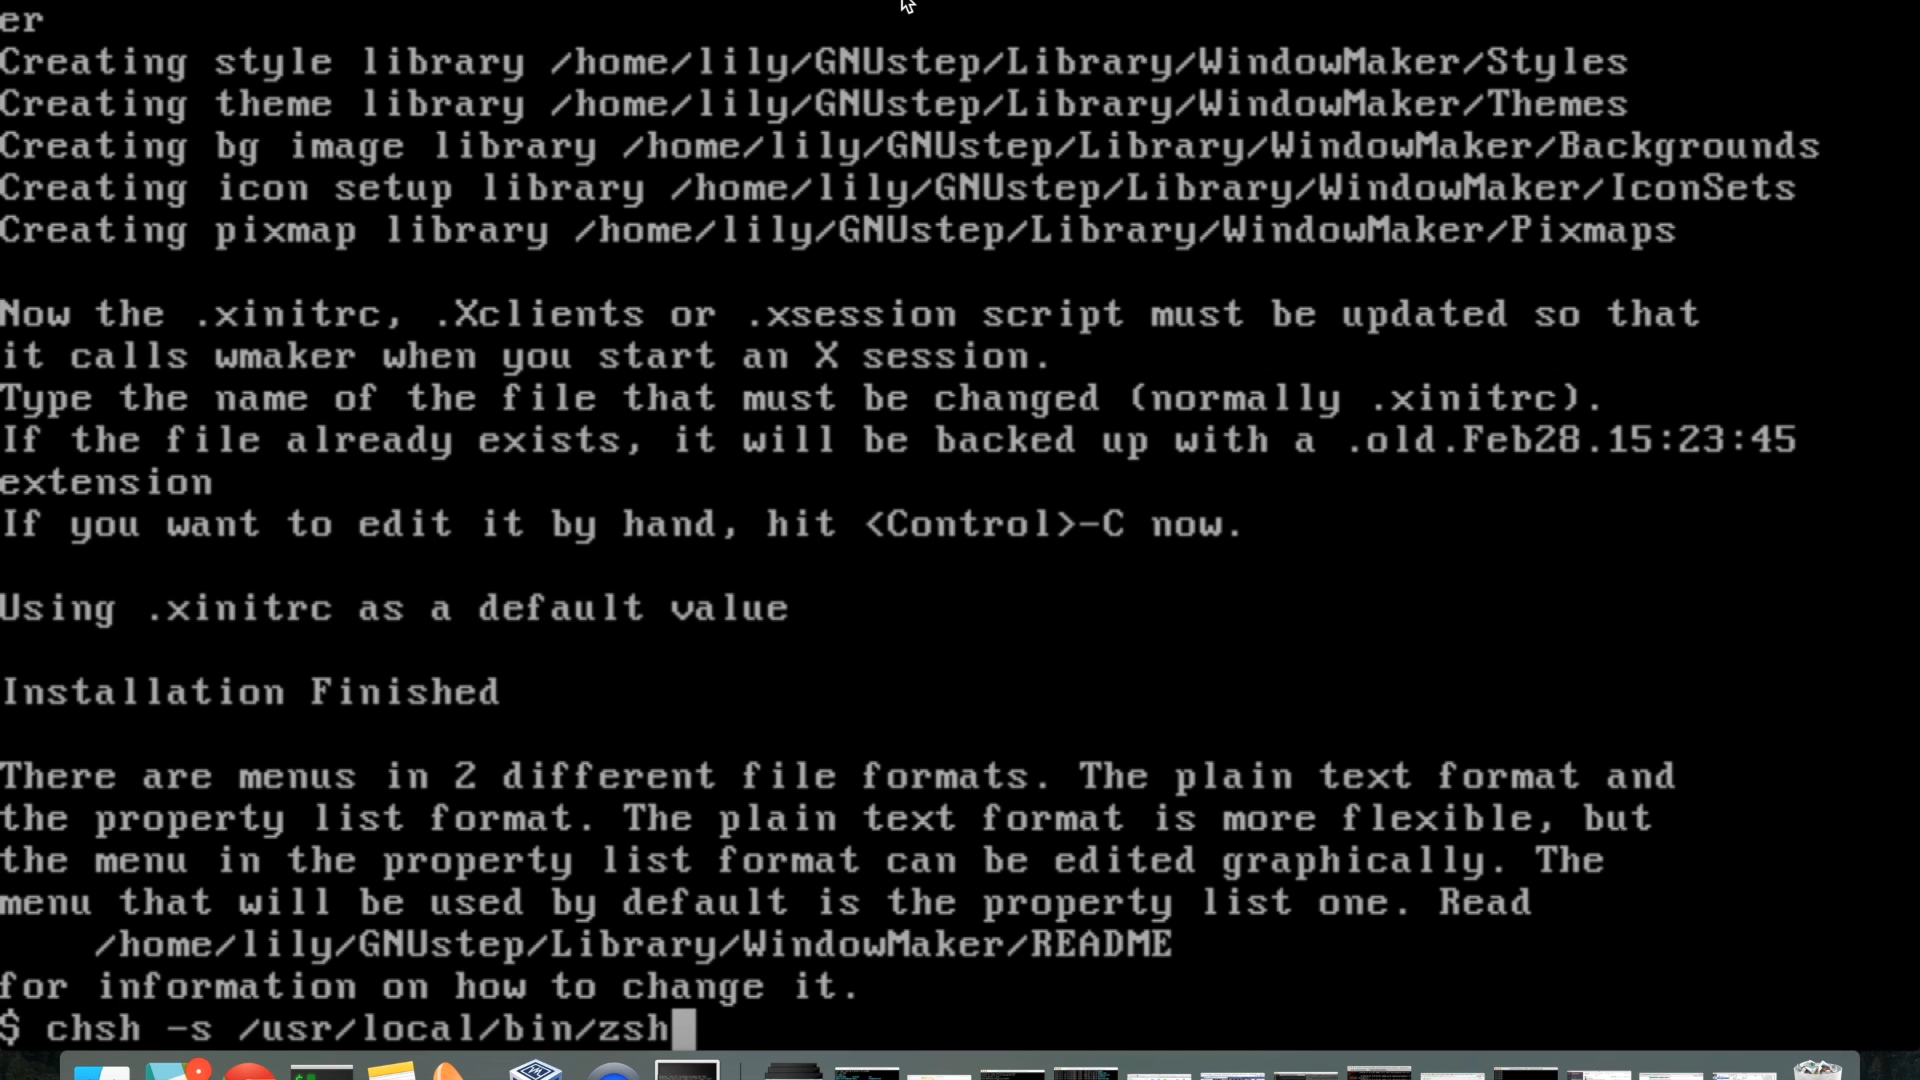 er
Creating style library /home/lily/GNUstep/Library/WindowMaker/Styles
Creating theme library /home/lily/GNUstep/Library/WindowMaker/Themes
Creating bg image library /home/lily/GNUstep/Library/WindowMaker/Backgrounds
Creating icon setup library /home/lily/GNUstep/Library/WindowMaker/IconSets
Creating pixmap library /home/lily/GNUstep/Library/WindowMaker/Pixmaps
Now the .xinitrc, .Xclients or .xsession script must be updated so that
it calls wmaker when you start an X session.
Type the name of the file that must be changed (normally .xinitrc).
If the file already exists, it will be backed up with a .old.Feb28.15:23:45
extension
If you want to edit it by hand, hit <Control>-C now.
Using .xinitrc as a default value
Installation Finished
There are menus in 2 different file formats. The plain text format and
the property list format. The plain text format is more flexible, but
the menu in the property list format can be edited graphically. The
menu that will be used by default is the property list one. Read
/home/lily/GNUstep/Library/WindowMaker/README
for information on how to change it.
$ chsh -s /usr/local/bin/zsh